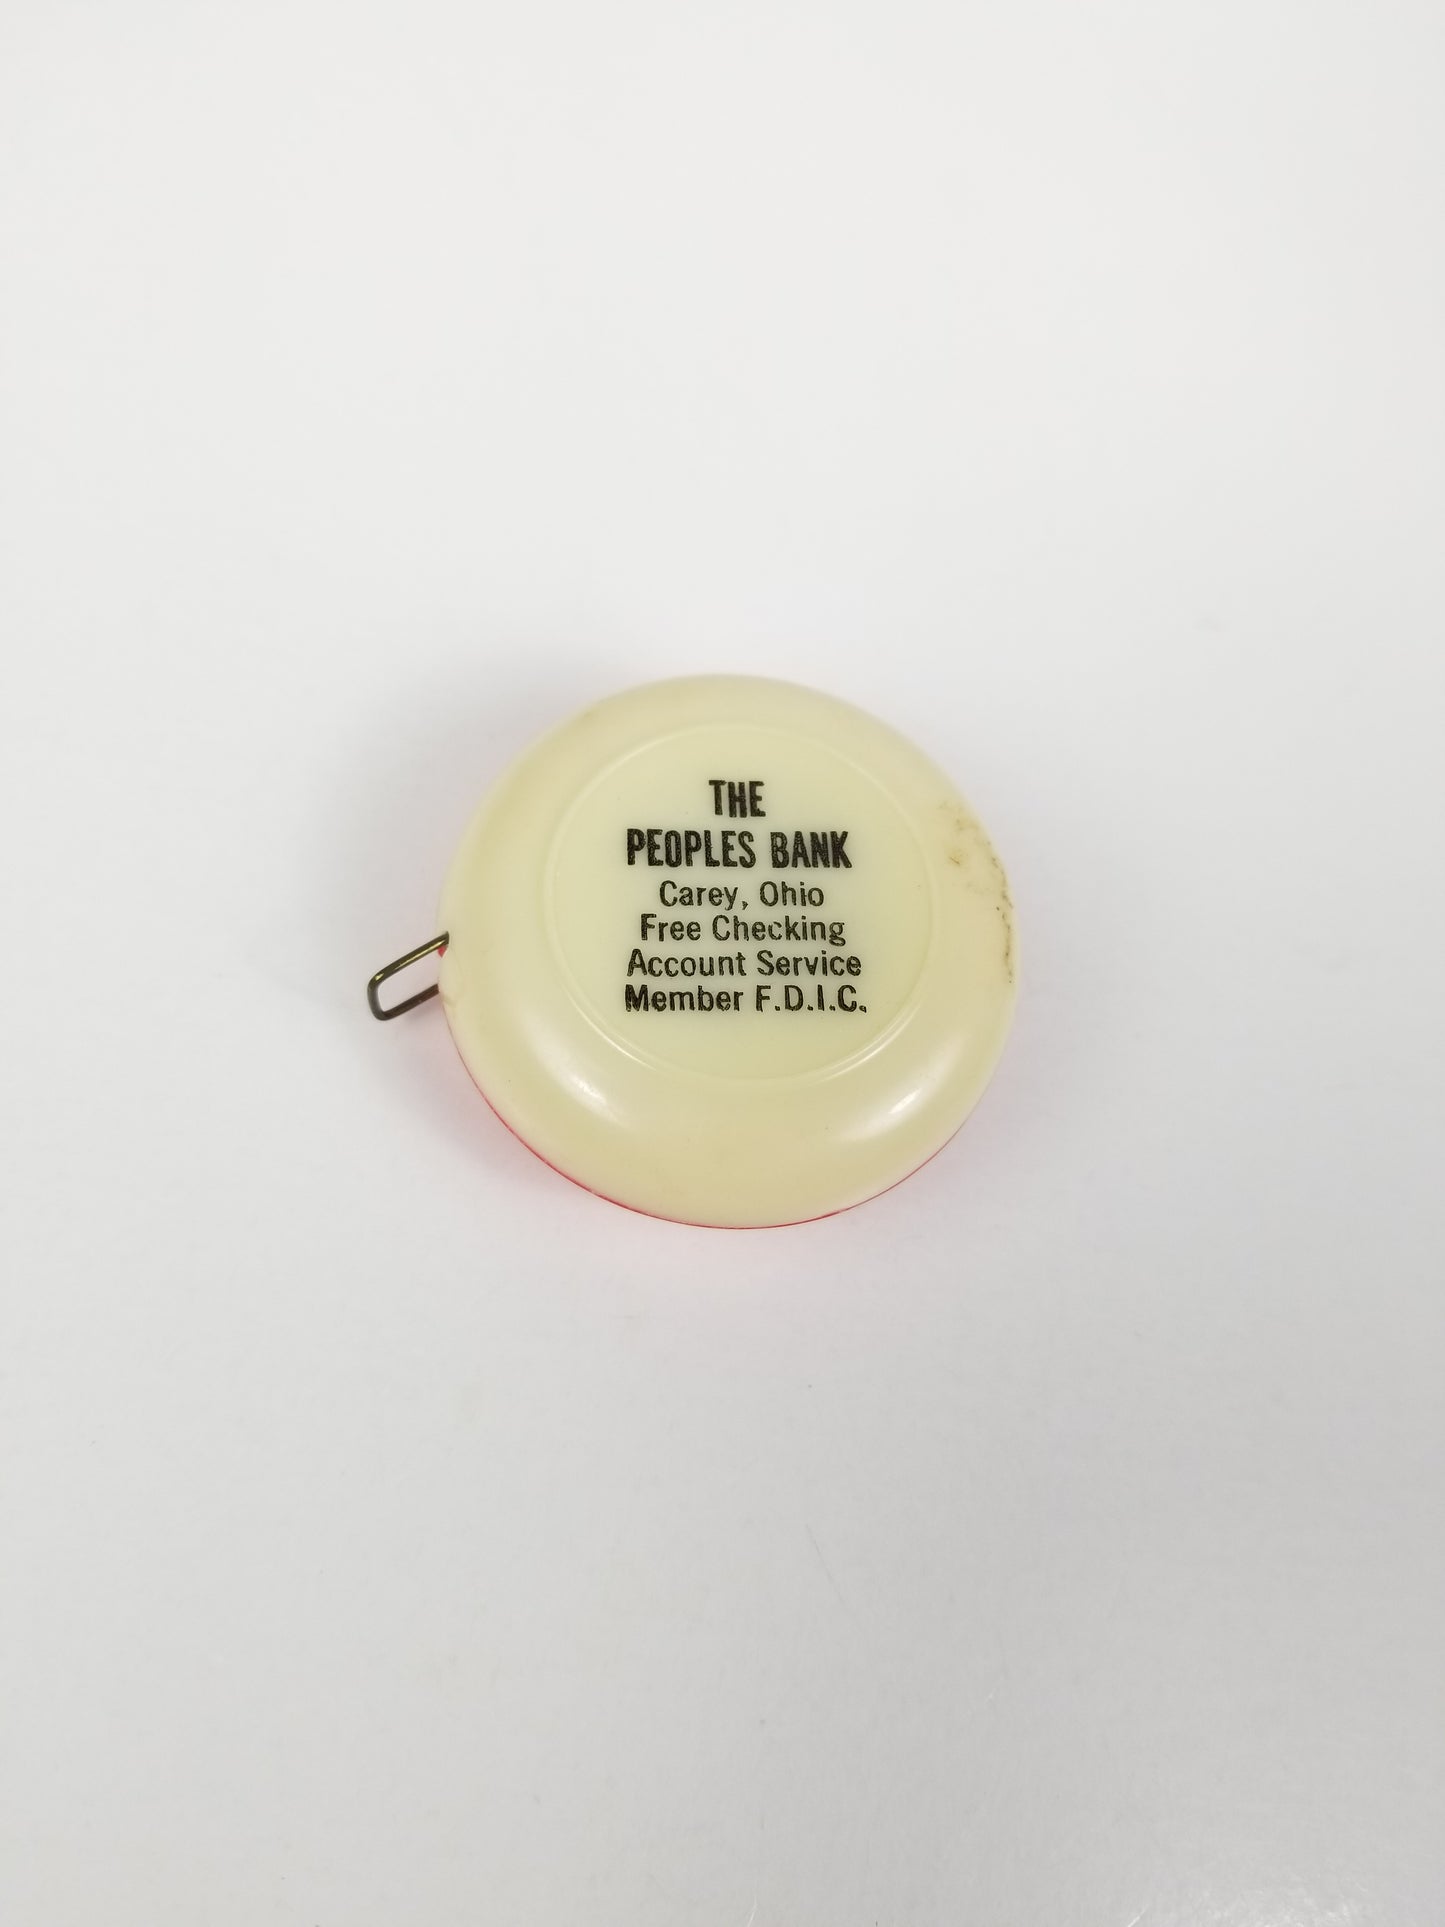 THE
PEOPLES BANK
Carey, Ohio
Free Checking
Account Service
Member F.D.I.C.